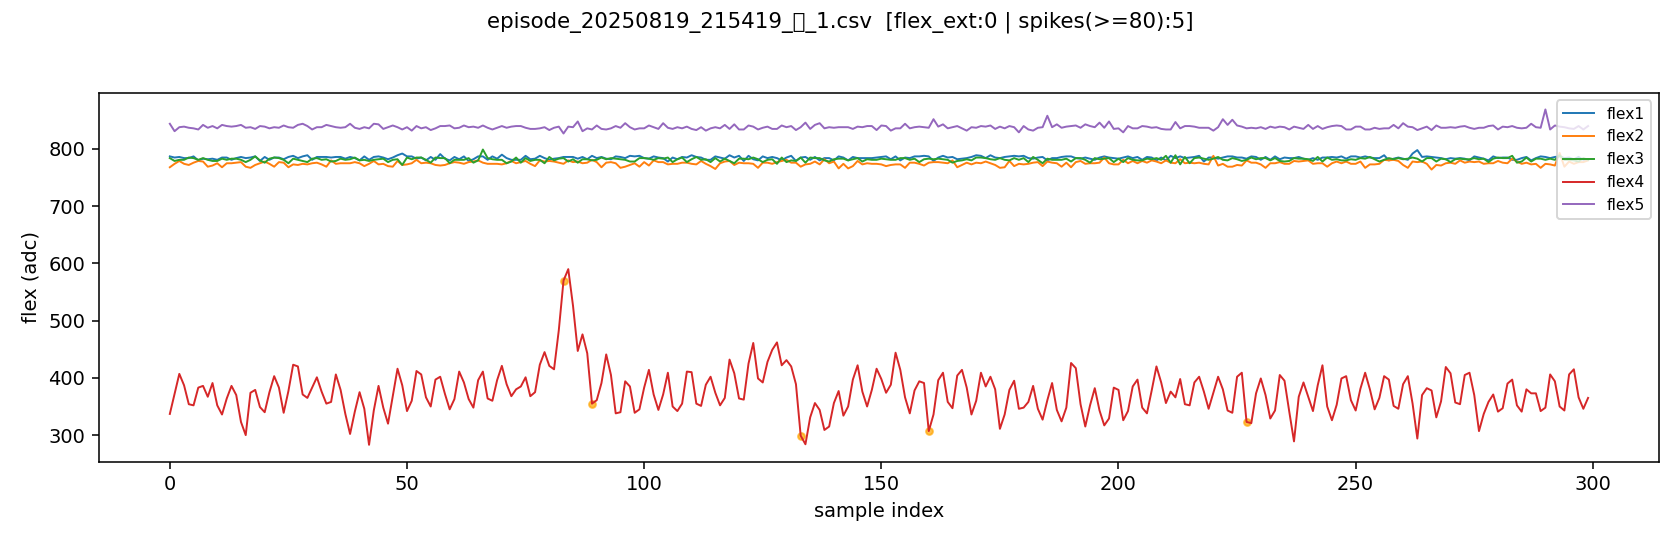 episode_20250819_215419_▯_1.csv [flex_ext:0 | spikes(>=80):5]
flex1
flex2
flex3
flex4
flex5
flex (adc)
800
700
600
500
400
300
0
50
100
150
200
250
300
sample index